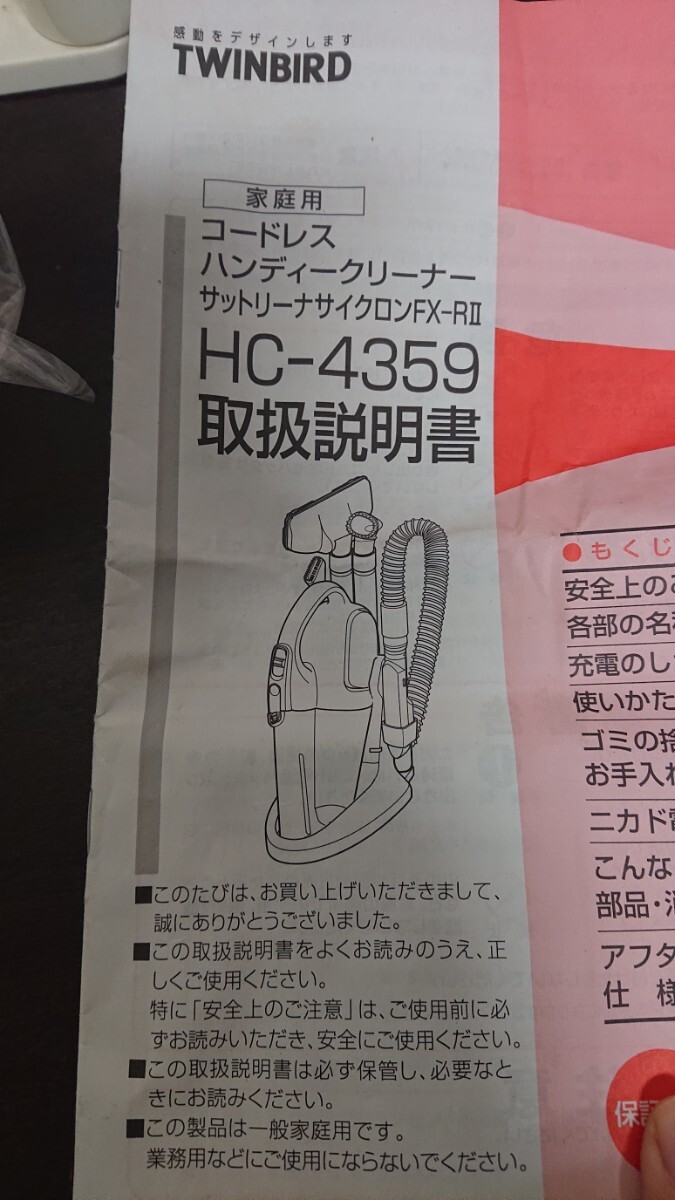 感動をデザインします
TWINBIRD
家庭用
コードレス
ハンディークリーナー
サットリーナサイクロンFX-RⅡ
HC-4359
取扱説明書
■このたびは、お買い上げいただきまして、
誠にありがとうございました。
■この取扱説明書をよくお読みのうえ、正
しくご使用ください。
特に「安全上のご注意」は、ご使用前に必
ずお読みいただき、安全にご使用ください。
■この取扱説明書は必ず保管し、必要なと
きにお読みください。
■この製品は一般家庭用です。
業務用などにご使用にならないでください。
●もくじ
安全上の
各部の名
充電のし
使いかた
ゴミの捨
お手入れ
ニカド電
こんな
部品・消
アフタ
仕様
保証